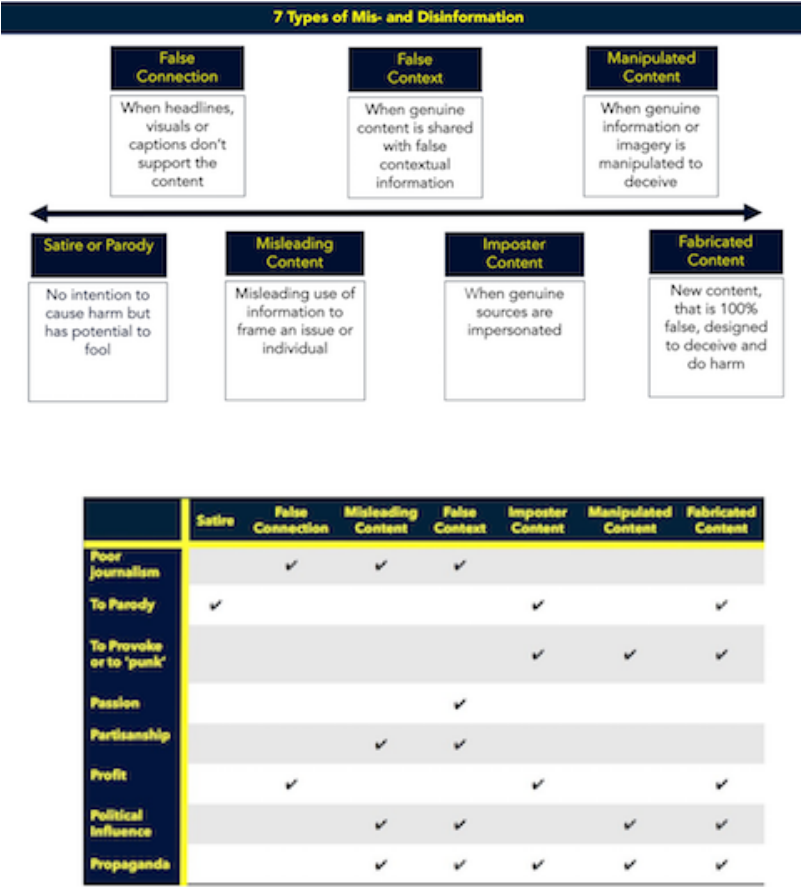 7 Types of Mis- and Disinformation
False
Connection
When headlines,
visuals or
captions don't
support the
content
False
Context
When genuine
content is shared
with false
contextual
information
Manipulated
Content
When genuine
information or
imagery is
manipulated to
deceive
Satire or Parody
No intention to
cause harm but
has potential to
fool
Misleading
Content
Misleading use of
information to
frame an issue or
individual
Imposter
Content
When genuine
sources are
impersonated
Fabricated
Content
New content,
that is 100%
false, designed
to deceive and
do harm
Satire
False
Connection
Misleading
Content
False
Context
Imposter
Content
Manipulated
Content
Fabricated
Content
Poor
journalism
✔ ✔ ✔
To Parody
✔ ✔ ✔
To Provoke
or to 'punk'
✔ ✔ ✔
Passion
✔
Partisanship
✔ ✔
Profit
✔ ✔ ✔
Political
Influence
✔ ✔ ✔ ✔
Propaganda
✔ ✔ ✔ ✔ ✔